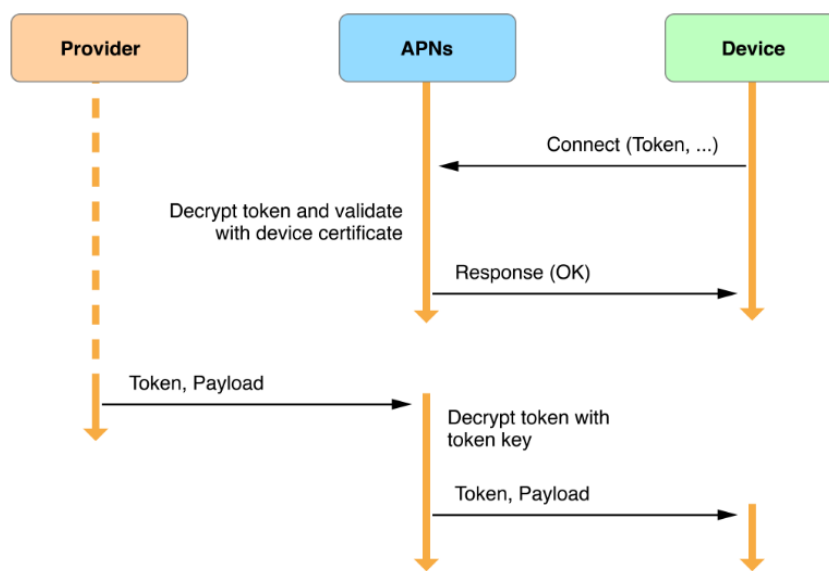 Provider
APNs
Device
Connect (Token, ...)
Decrypt token and validate
with device certificate
Response (OK)
Token, Payload
Decrypt token with
token key
Token, Payload